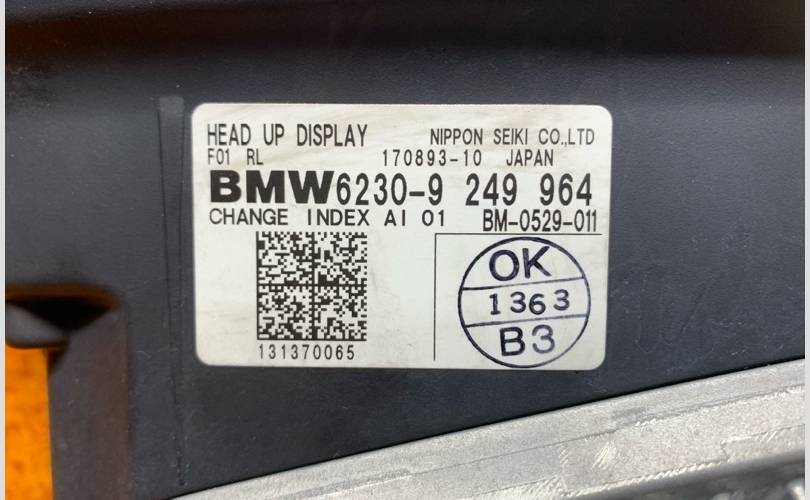 HEAD UP DISPLAY NIPPON SEIKI CO.,LTD
F01 RL 170893-10 JAPAN
BMW6230-9 249 964
CHANGE INDEX AI 01 BM-0529-011
OK
1363
B3
131370065